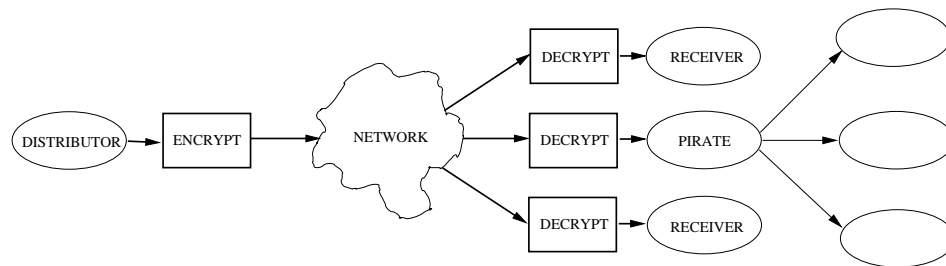 DISTRIBUTOR
ENCRYPT
NETWORK
DECRYPT
RECEIVER
DECRYPT
PIRATE
DECRYPT
RECEIVER